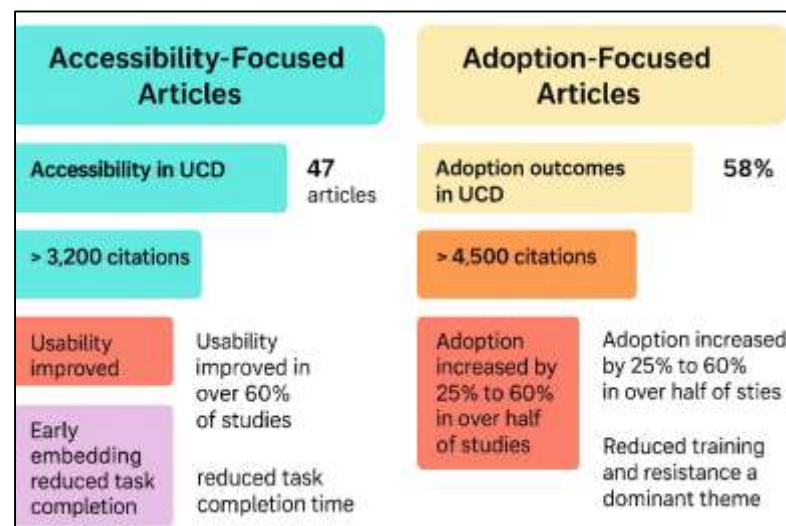 Accessibility-Focused
Articles
Accessibility in UCD
47
articles
> 3,200 citations
Usability
improved
Usability
improved in
over 60%
of studies
Early
embedding
reduced task
completion
reduced task
completion time
Adoption-Focused
Articles
Adoption outcomes
in UCD
58%
> 4,500 citations
Adoption
increased by
25% to 60%
in over half
of studies
Adoption increased
by 25% to 60%
in over half of sties
Reduced training
and resistance a
dominant theme